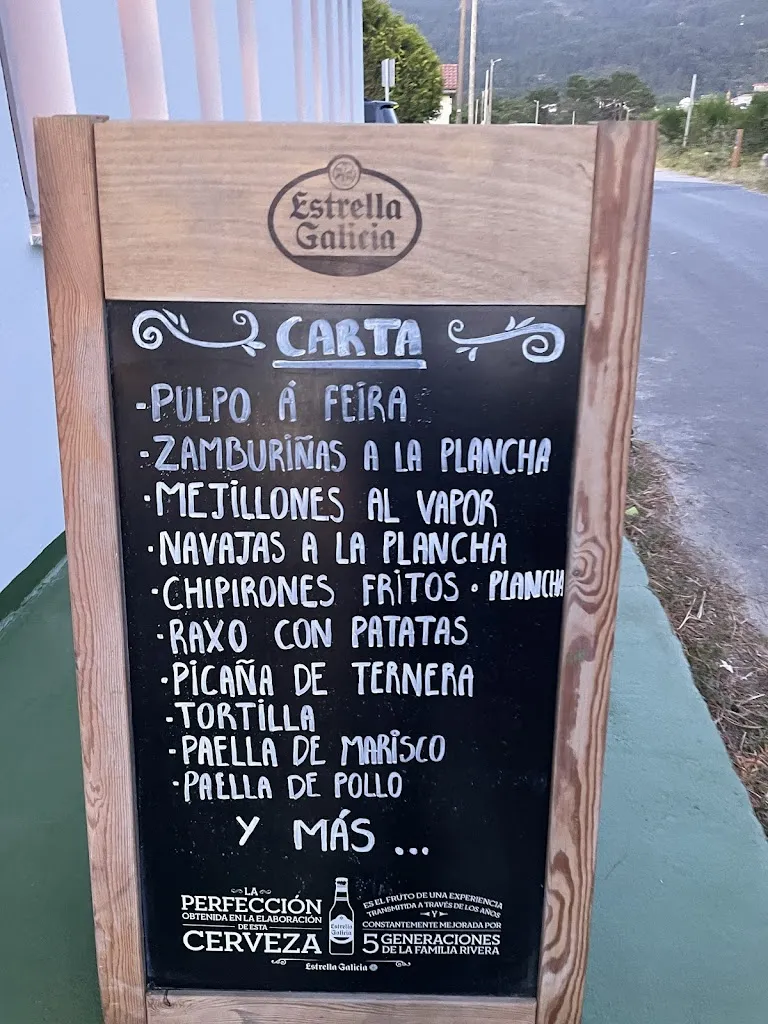 Estrella
Galicia
CARTA
-PULPO Á FEIRA
·ZAMBURIÑAS A LA PLANCHA
·MEJILLONES AL VAPOR
·NAVAJAS A LA PLANCHA
·CHIPIRONES FRITOS · PLANCHA
·RAXO CON PATATAS
·PICAÑA DE TERNERA
·TORTILLA
·PAELLA DE MARISCO
·PAELLA DE POLLO
Y MÁS ...
LA
PERFECCIÓN
OBTENIDA EN LA ELABORACIÓN
DE ESTA
CERVEZA
Estrella
Galicia
ES EL FRUTO DE UNA EXPERIENCIA
TRANSMITIDA A TRAVÉS DE LOS AÑOS
Y
CONSTANTEMENTE MEJORADA POR
5 GENERACIONES
DE LA FAMILIA RIVERA
Estrella Galicia